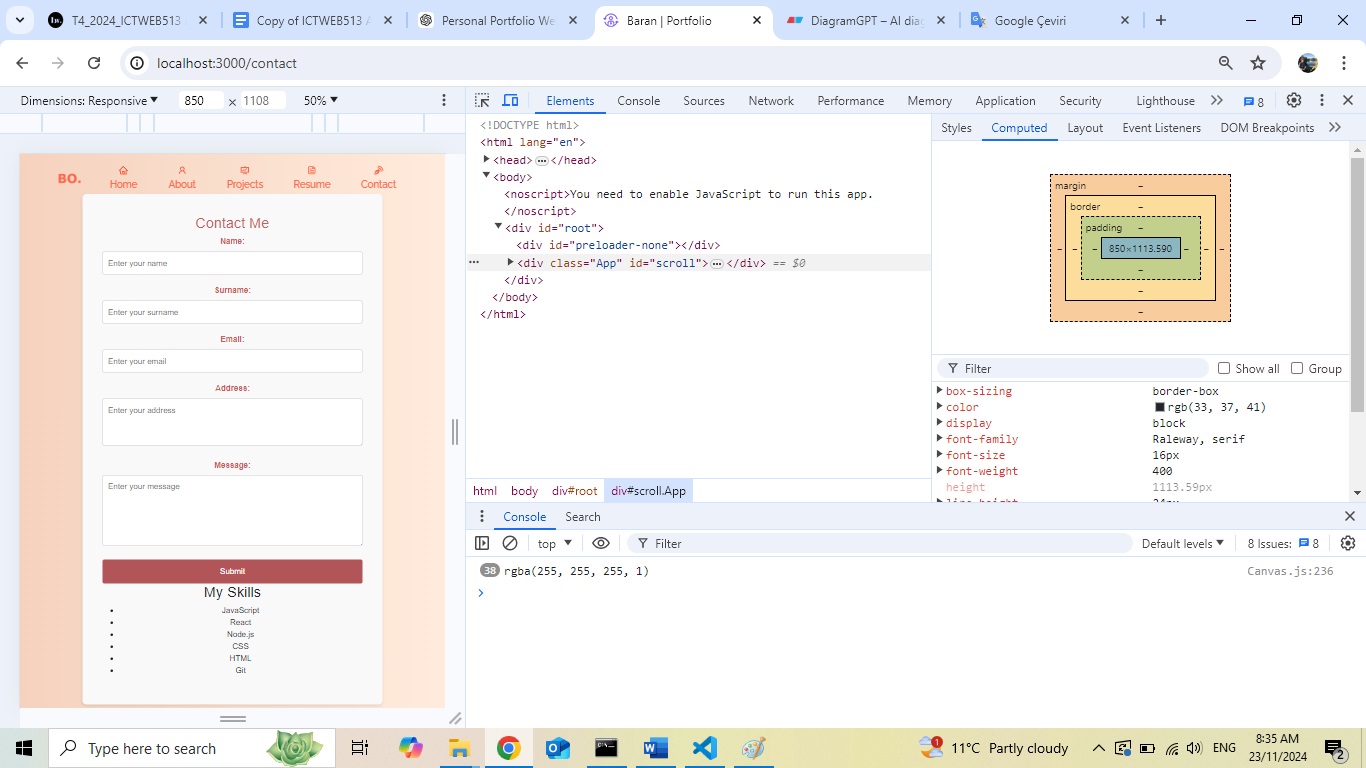 T4_2024_ICTWEB513
Copy of ICTWEB513 A
Personal Portfolio We
Baran | Portfolio
DiagramGPT – AI dia
Google Çeviri
localhost:3000/contact
Dimensions: Responsive
850
x
1108
50%
Elements
Console
Sources
Network
Performance
Memory
Application
Security
Lighthouse
8
<!DOCTYPE html>
<html lang="en">
<head> … </head>
<body>
<noscript>You need to enable JavaScript to run this app.
</noscript>
<div id="root">
<div id="preloader-none"></div>
<div class="App" id="scroll"> … </div> == $0
</div>
</body>
</html>
html
body
div#root
div#scroll.App
Styles
Computed
Layout
Event Listeners
DOM Breakpoints
margin
–
border
–
padding
–
–
–
–
850×1113.590
–
–
–
–
–
–
Filter
Show all
Group
box-sizing
border-box
color
rgb(33, 37, 41)
display
block
font-family
Raleway, serif
font-size
16px
font-weight
400
height
1113.59px
line-height
24px
BO.
Home
About
Projects
Resume
Contact
Contact Me
Name:
Enter your name
Surname:
Enter your surname
Email:
Enter your email
Address:
Enter your address
Message:
Enter your message
Submit
My Skills
• JavaScript
• React
• Node.js
• CSS
• HTML
• Git
Console
Search
top
Filter
Default levels
8 Issues:
8
38
rgba(255, 255, 255, 1)
Canvas.js:236
Type here to search
1
11°C
Partly cloudy
ENG
8:35 AM
23/11/2024
2